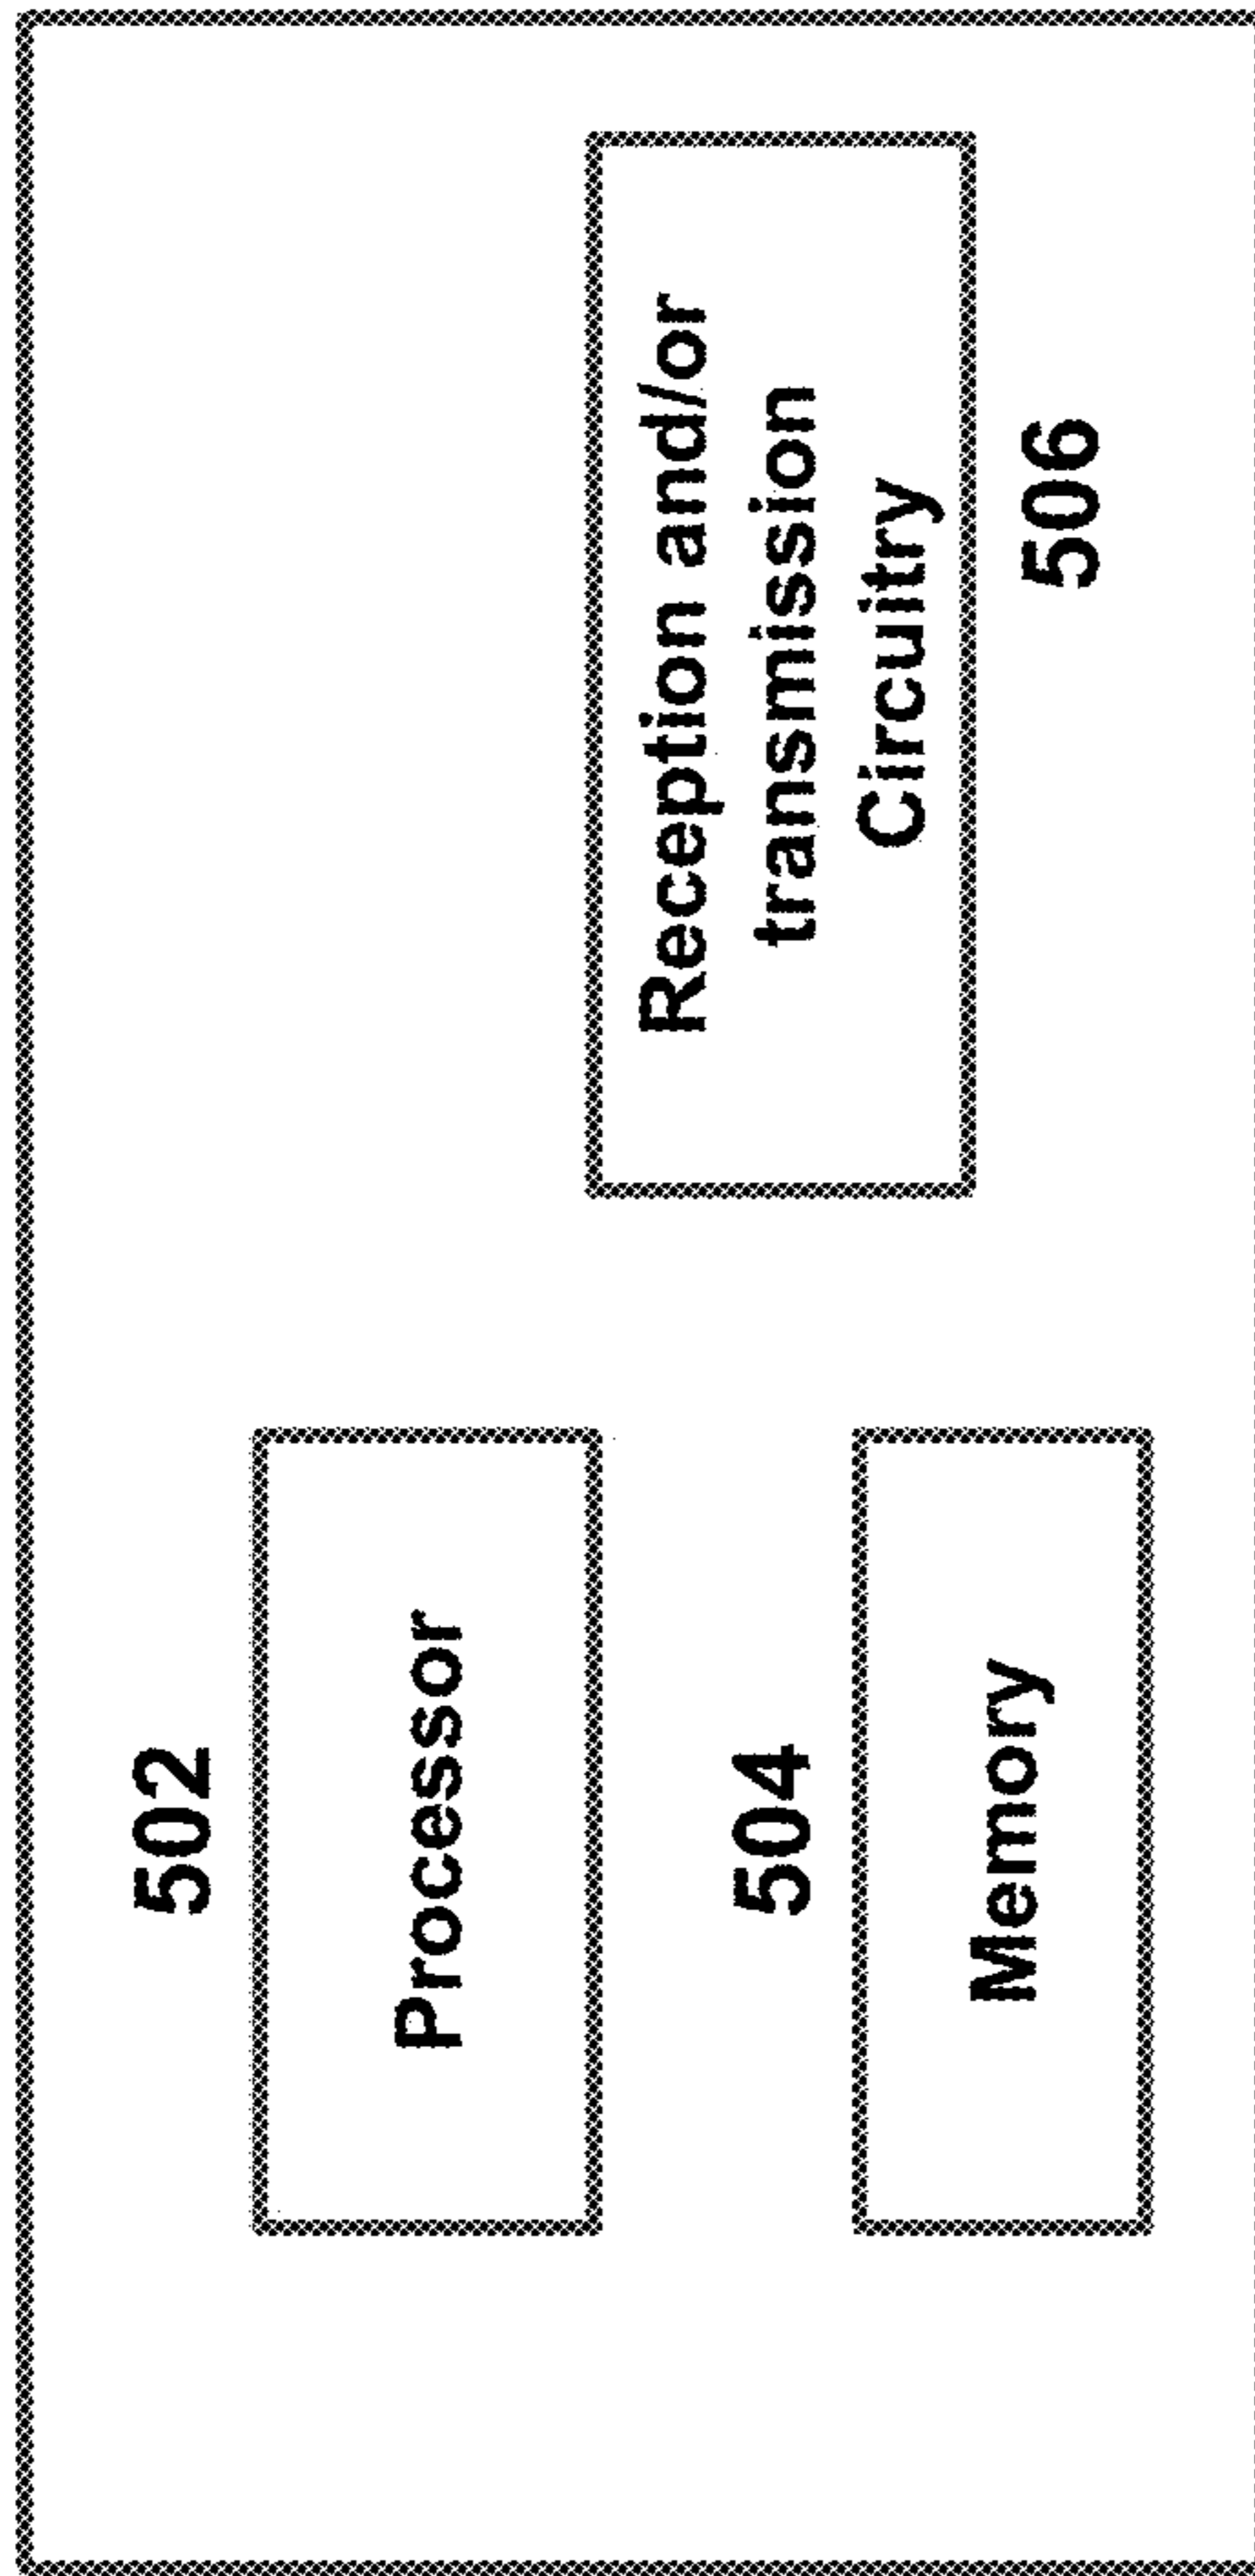 502
Processor
504
Memory
Reception and/or
transmission
Circuitry
506